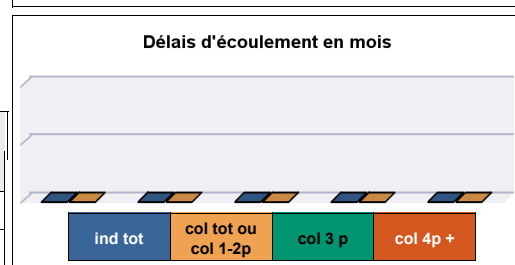 Délais d'écoulement en mois
ind tot
col tot ou
col 1-2p
col 3 p
col 4p +